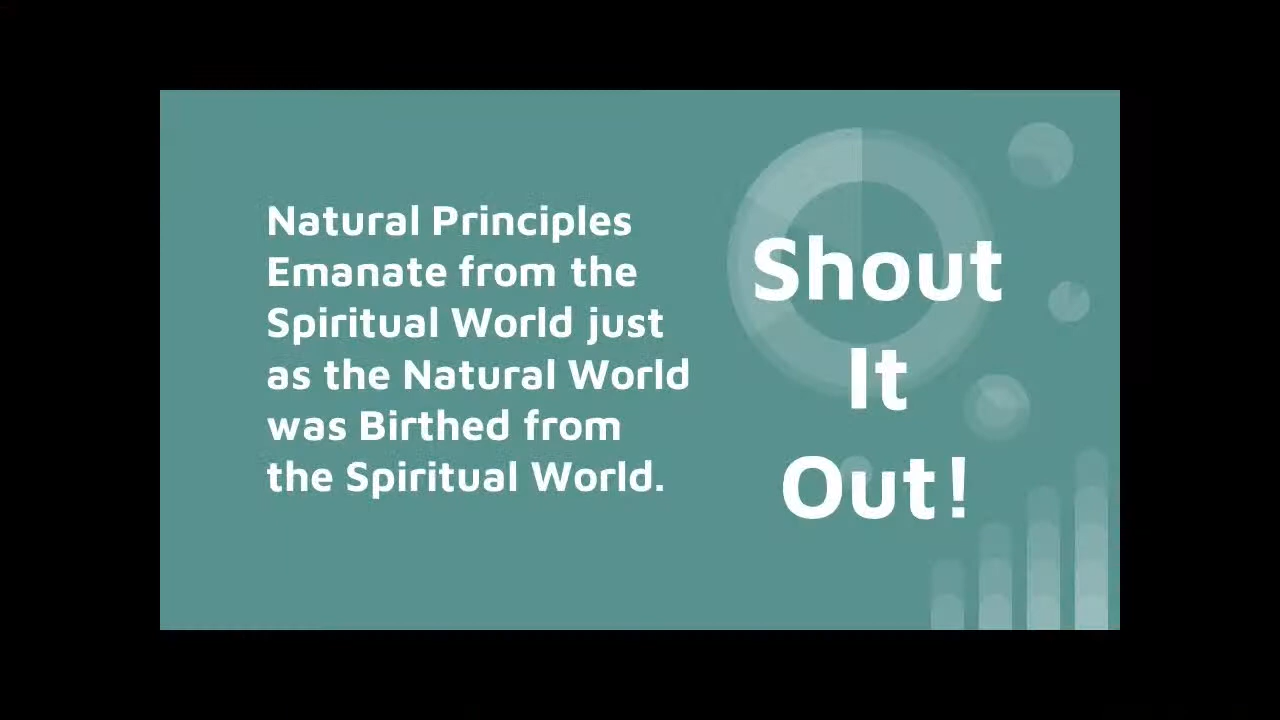 Natural Principles
Emanate from the
Spiritual World just
as the Natural World
was Birthed from
the Spiritual World.
Shout
It
Out!